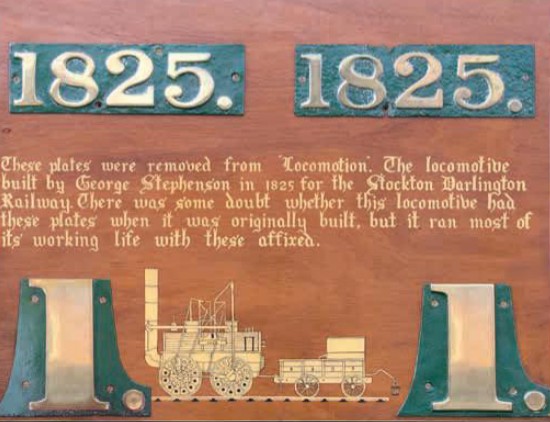 1825. 1825.
These plates were removed from "Locomotion". The locomotive
built by George Stephenson in 1825 for the Stockton Darlington
Railway. There was some doubt whether this locomotive had
these plates when it was originally built, but it ran most of
its working life with these affixed.
1. 1.